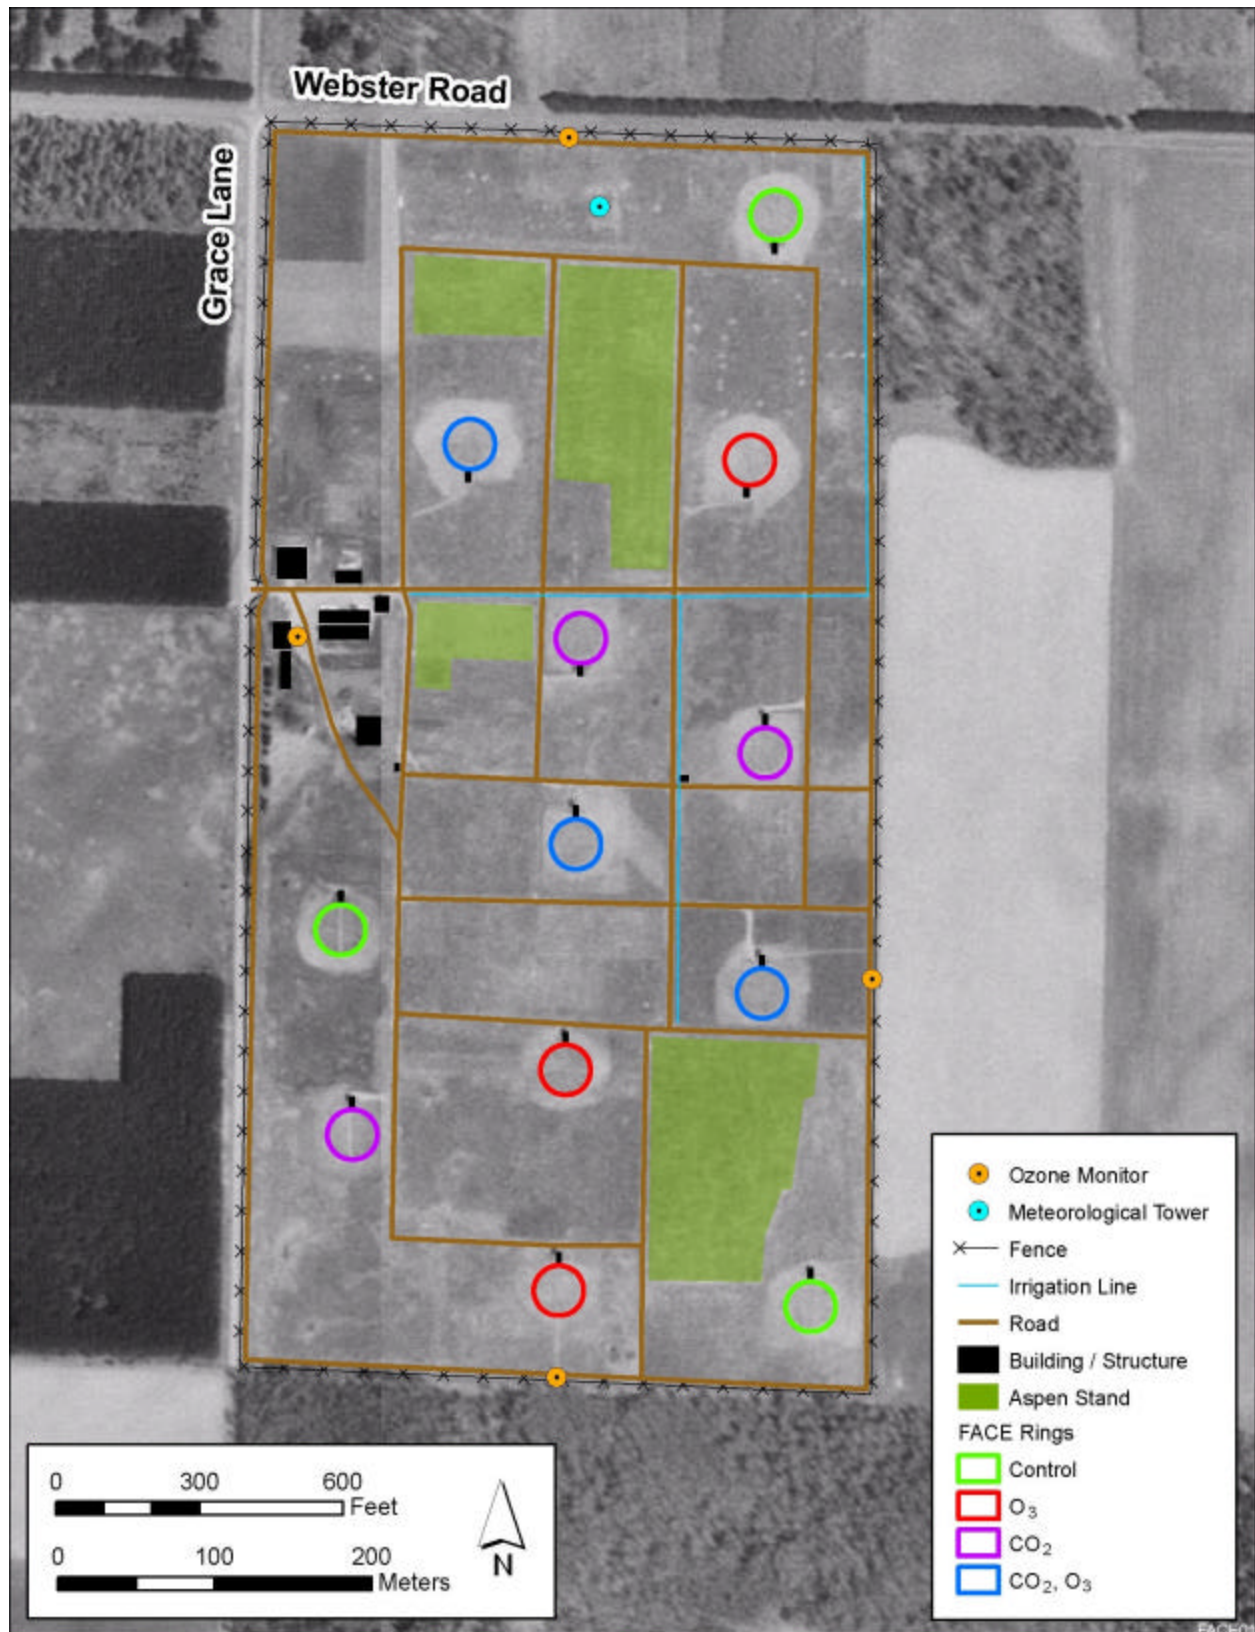 Webster Road
Grace Lane
Ozone Monitor
Meteorological Tower
Fence
Irrigation Line
Road
Building / Structure
Aspen Stand
FACE Rings
Control
O₃
CO₂
CO₂, O₃
0 300 600
Feet
0 100 200
Meters
N